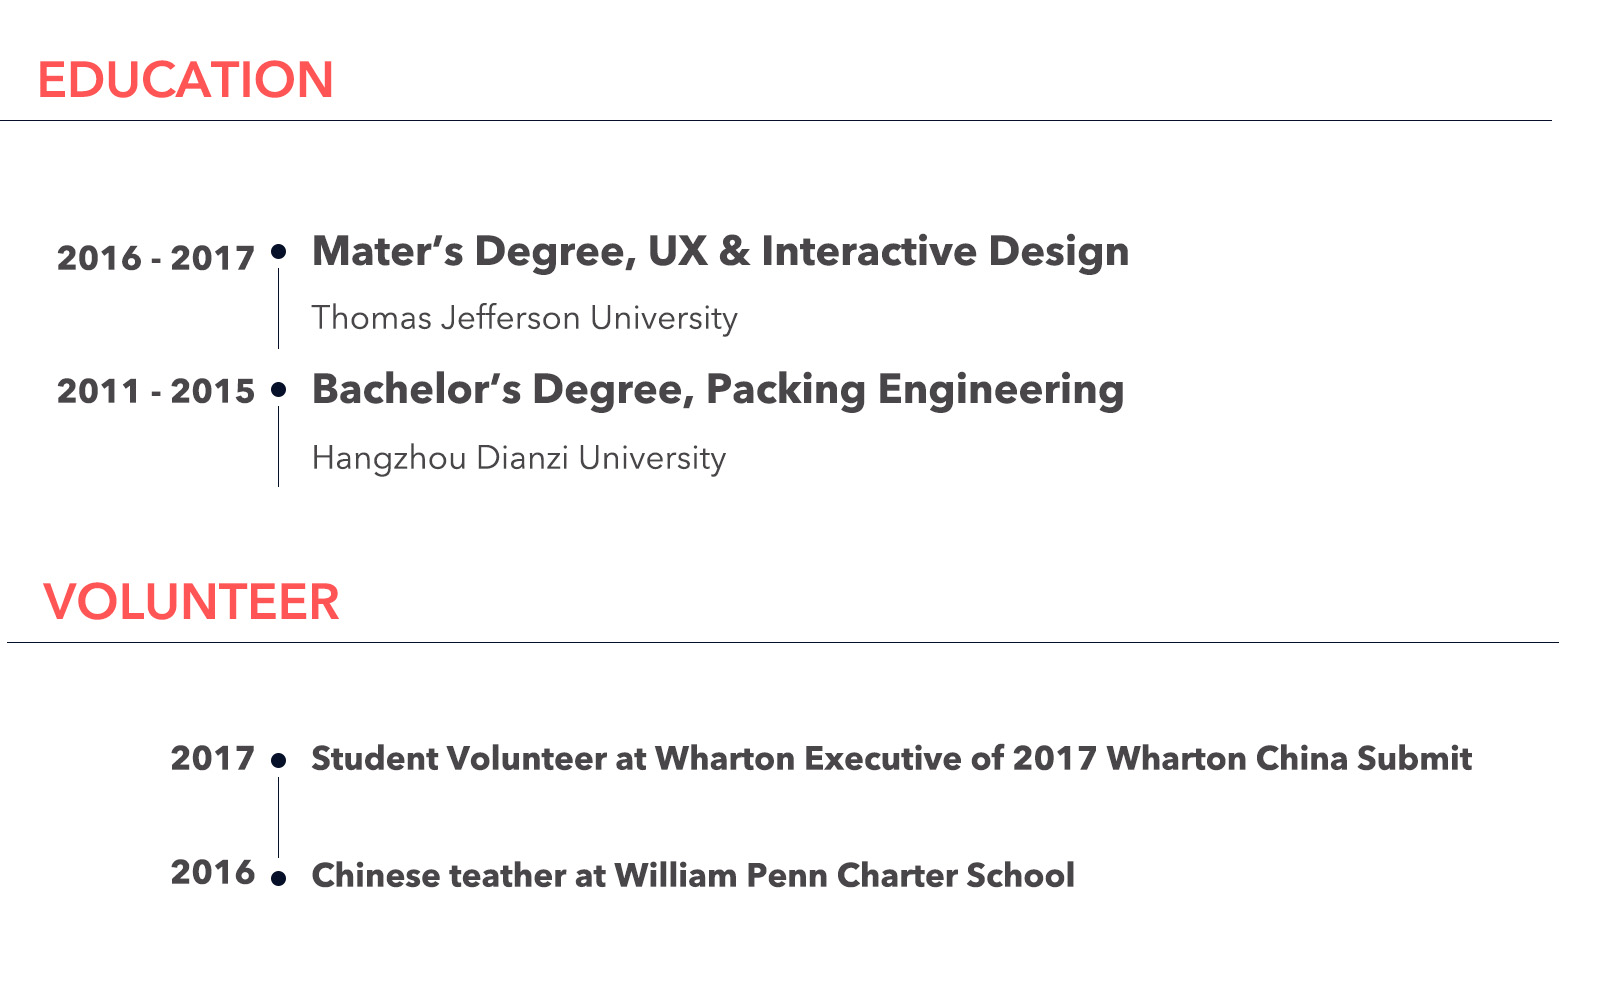 EDUCATION
2016 - 2017 Mater’s Degree, UX & Interactive Design
Thomas Jefferson University
2011 - 2015 Bachelor’s Degree, Packing Engineering
Hangzhou Dianzi University
VOLUNTEER
2017 Student Volunteer at Wharton Executive of 2017 Wharton China Submit
2016 Chinese teather at William Penn Charter School